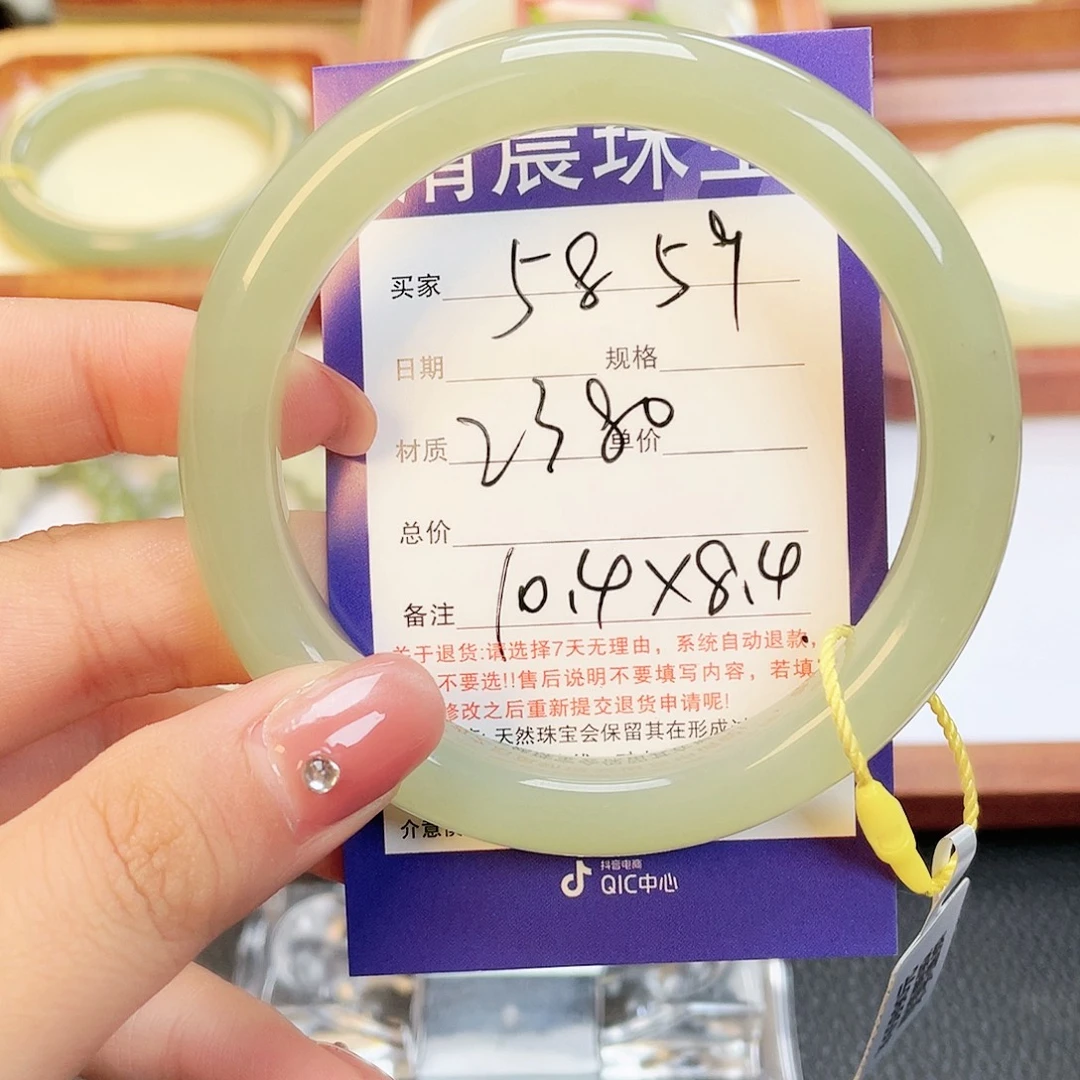 晨珠宝
买家 58
日期 规格
材质 2380 单价
总价
备注 10.4×8.4
关于退货:请选择7天无理由，系统自动退款，
不要选!!售后说明不要填写内容，若填
修改之后重新提交退货申请呢!
天然珠宝会保留其在形成
介意
抖音电商
QIC中心